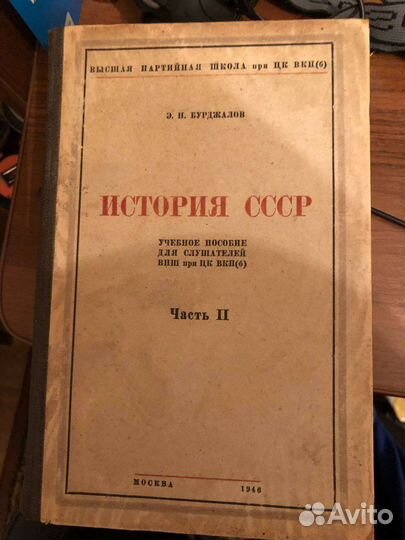 ВЫСШАЯ ПАРТИЙНАЯ ШКОЛА при ЦК ВКП(б)
Э. Н. БУРДЖАЛОВ
ИСТОРИЯ СССР
УЧЕБНОЕ ПОСОБИЕ
ДЛЯ СЛУШАТЕЛЕЙ
ВПШ при ЦК ВКП(б)
Часть II
МОСКВА 1946
Avito